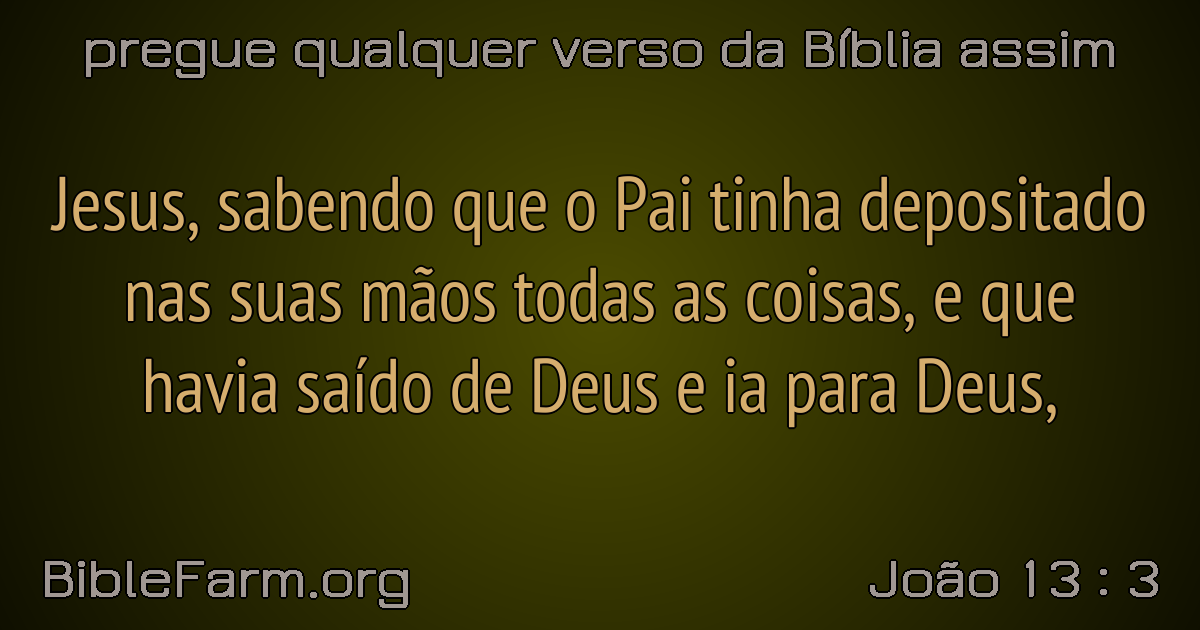 pregue qualquer verso da Bíblia assim
Jesus, sabendo que o Pai tinha depositado
nas suas mãos todas as coisas, e que
havia saído de Deus e ia para Deus,
BibleFarm.org
João 13 : 3